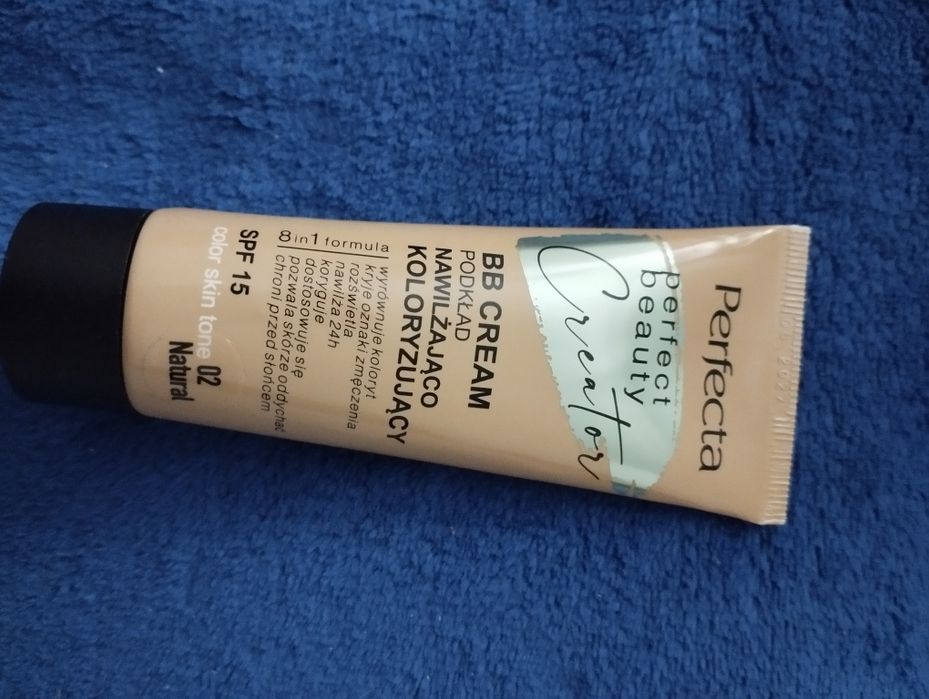 Perfecta
perfect
beauty
Creator
BB CREAM
PODKŁAD
NAWILŻAJĄCO
KOLORYZUJĄCY
8 in 1 formula
wyrównuje koloryt
kryje oznaki zmęczenia
rozświetla
nawilża 24h
koryguje
dostosowuje się
pozwala skórze oddychać
chroni przed słońcem
SPF 15
color skin tone 02
Natural